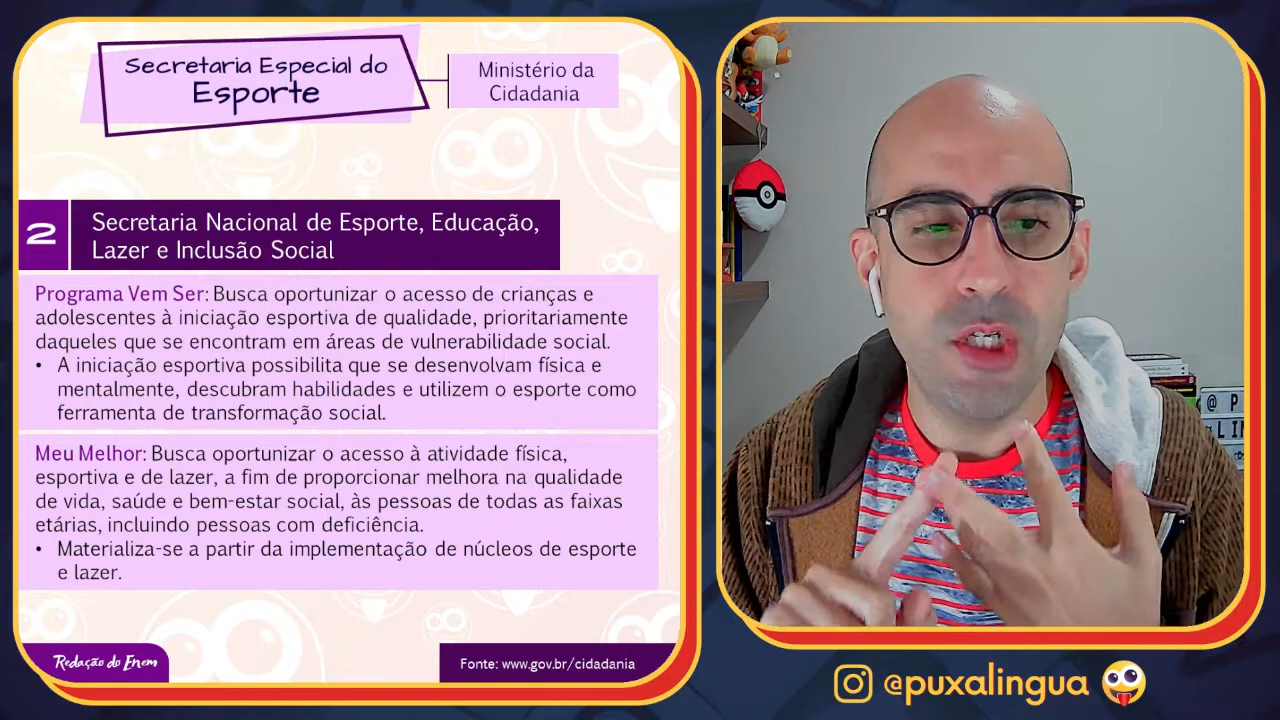 Secretaria Especial do
Esporte
Ministério da
Cidadania
2
Secretaria Nacional de Esporte, Educação,
Lazer e Inclusão Social
Programa Vem Ser: Busca oportunizar o acesso de crianças e
adolescentes à iniciação esportiva de qualidade, prioritariamente
daqueles que se encontram em áreas de vulnerabilidade social.
• A iniciação esportiva possibilita que se desenvolvam física e
mentalmente, descubram habilidades e utilizem o esporte como
ferramenta de transformação social.
Meu Melhor: Busca oportunizar o acesso à atividade física,
esportiva e de lazer, a fim de proporcionar melhora na qualidade
de vida, saúde e bem-estar social, às pessoas de todas as faixas
etárias, incluindo pessoas com deficiência.
• Materializa-se a partir da implementação de núcleos de esporte
e lazer.
Redação do Enem
Fonte: www.gov.br/cidadania
@ P
LIN
@puxalingua